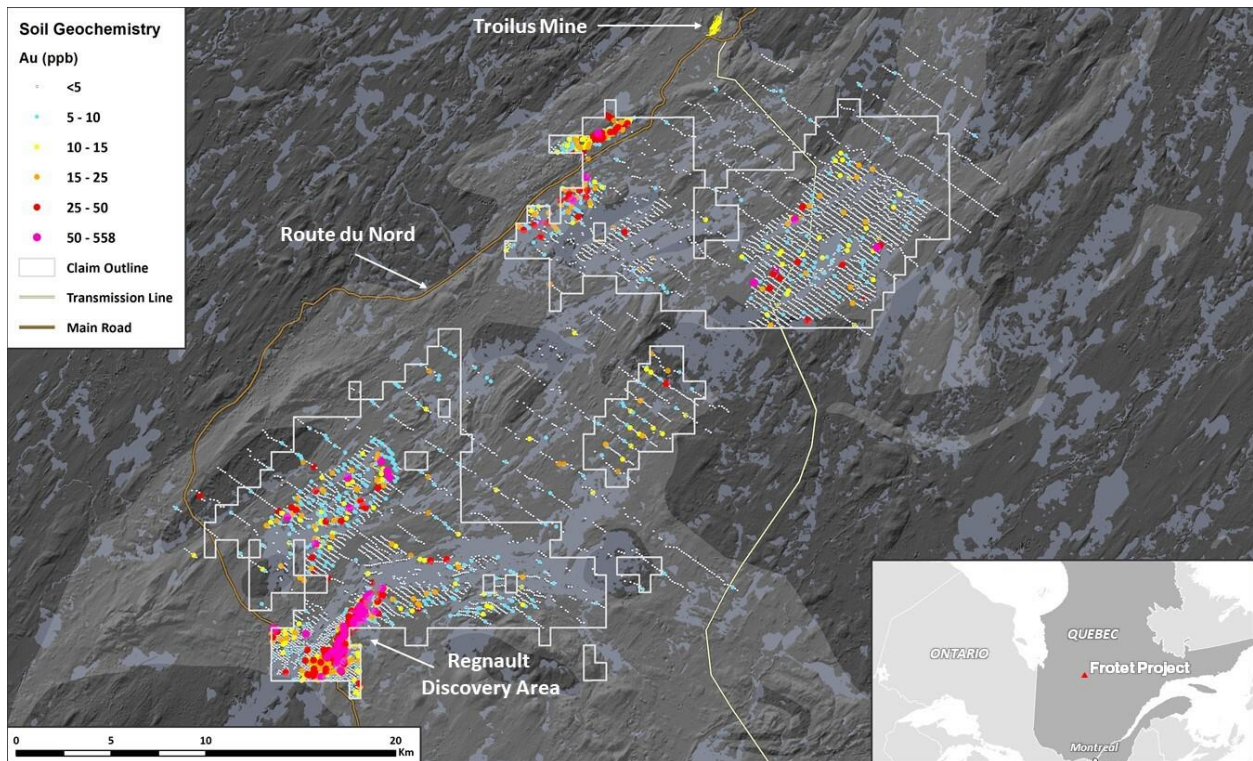 Soil Geochemistry
Au (ppb)
<5
5 - 10
10 - 15
15 - 25
25 - 50
50 - 558
Claim Outline
Transmission Line
Main Road
Troilus Mine
Route du Nord
Regnault
Discovery Area
0 5 10 20
Km
QUEBEC
ONTARIO
Frotet Project
Montreal